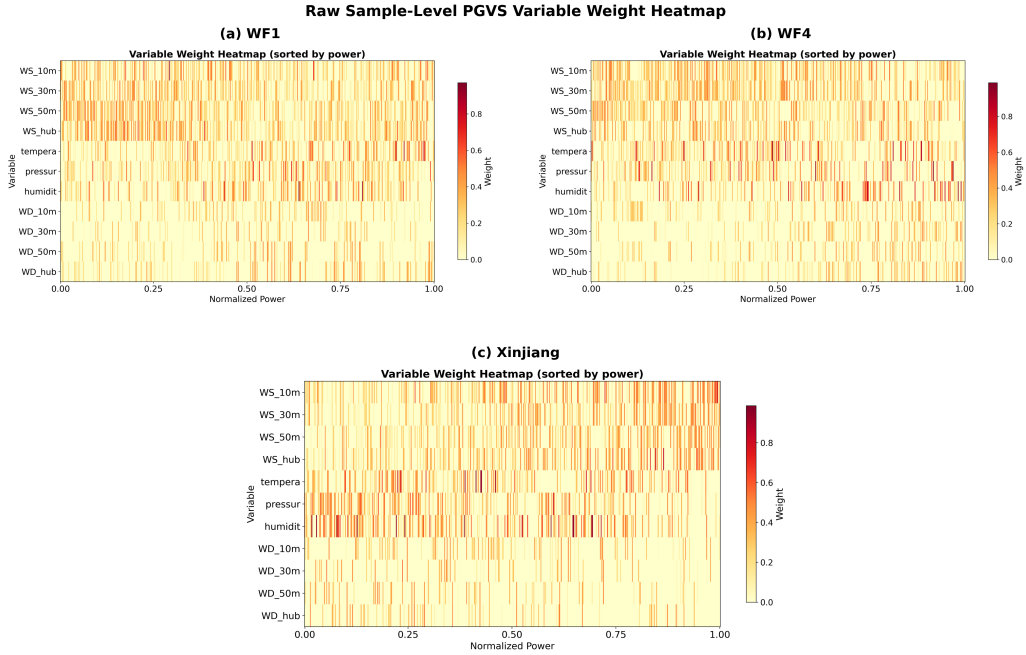 Raw Sample-Level PGVS Variable Weight Heatmap
(a) WF1
Variable Weight Heatmap (sorted by power)
Variable
WS_10m
WS_30m
WS_50m
WS_hub
tempera
pressur
humidit
WD_10m
WD_30m
WD_50m
WD_hub
0.00 0.25 0.50 0.75 1.00
Normalized Power
0.8
0.6
0.4
0.2
0.0
Weight
(b) WF4
Variable Weight Heatmap (sorted by power)
Variable
WS_10m
WS_30m
WS_50m
WS_hub
tempera
pressur
humidit
WD_10m
WD_30m
WD_50m
WD_hub
0.00 0.25 0.50 0.75 1.00
Normalized Power
0.8
0.6
0.4
0.2
0.0
Weight
(c) Xinjiang
Variable Weight Heatmap (sorted by power)
Variable
WS_10m
WS_30m
WS_50m
WS_hub
tempera
pressur
humidit
WD_10m
WD_30m
WD_50m
WD_hub
0.00 0.25 0.50 0.75 1.00
Normalized Power
0.8
0.6
0.4
0.2
0.0
Weight